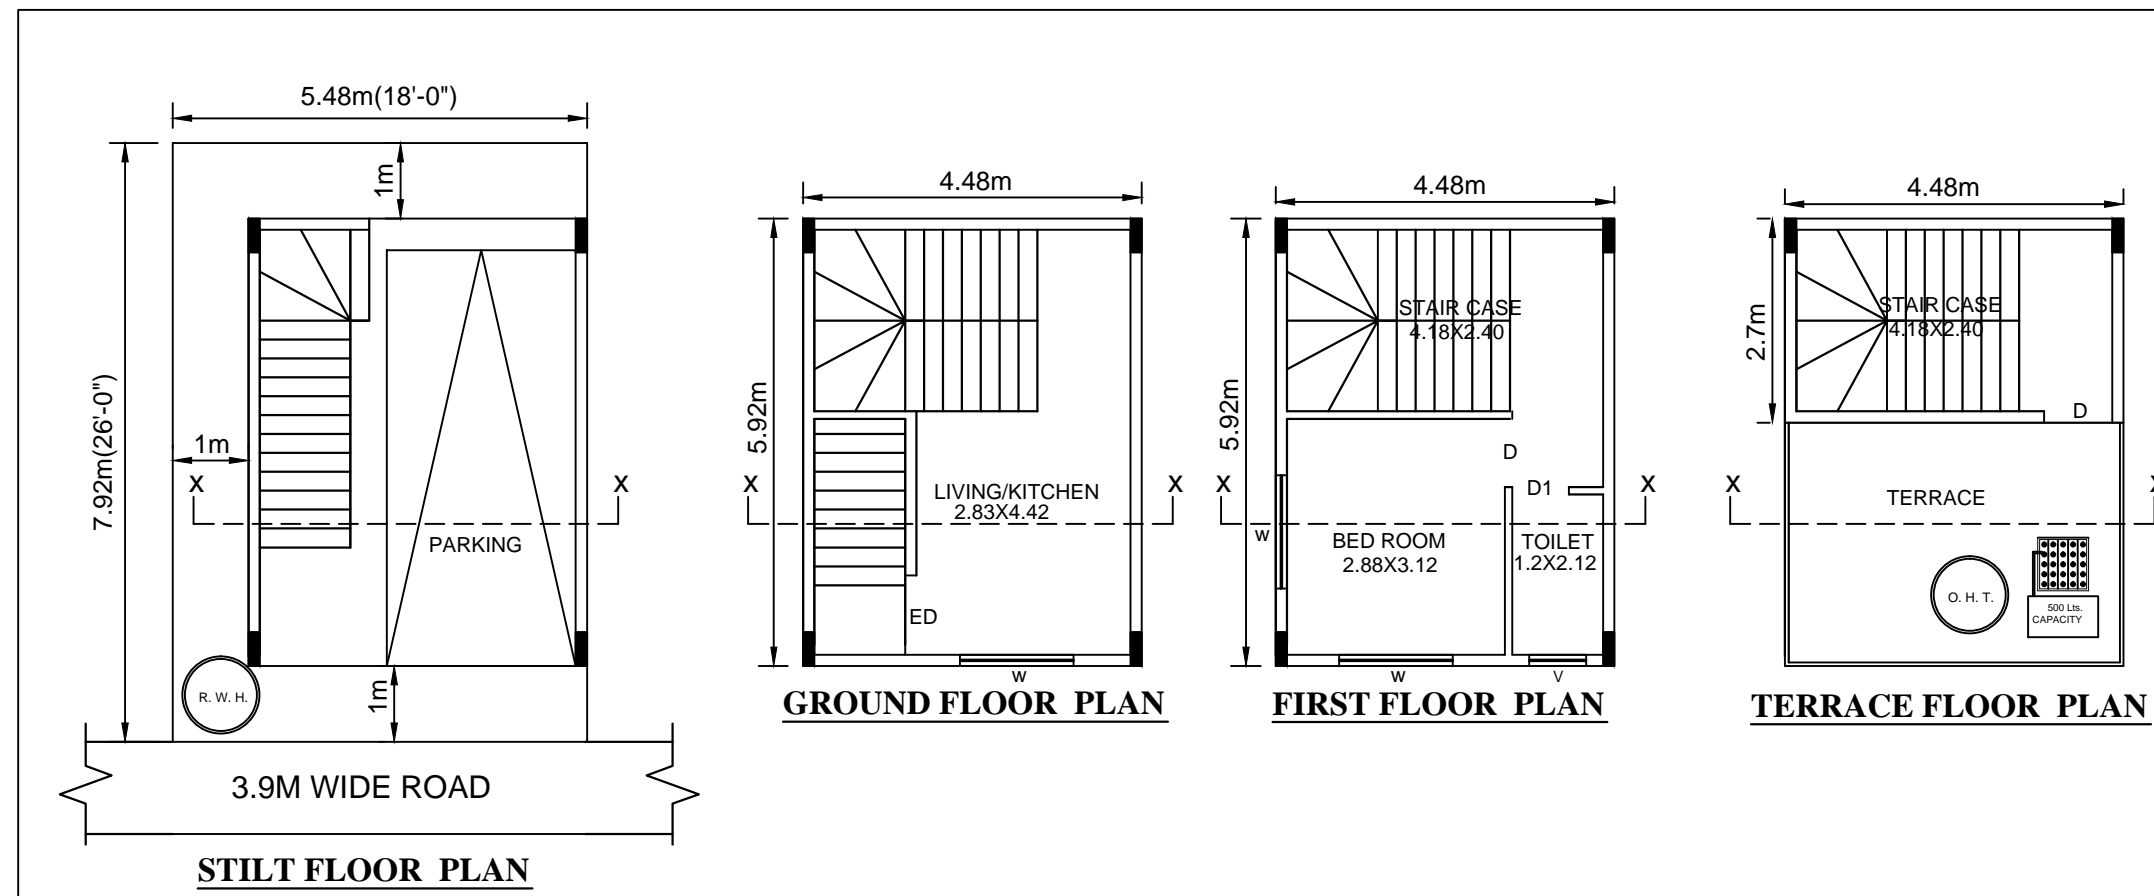 5.48m(18'-0")
1m
7.92m(26'-0")
1m
X
X
PARKING
R. W. H.
1m
3.9M WIDE ROAD
STILT FLOOR PLAN
4.48m
5.92m
X
X
LIVING/KITCHEN
2.83X4.42
ED
W
GROUND FLOOR PLAN
4.48m
STAIR CASE
4.18X2.40
5.92m
D
X
X
D1
W
BED ROOM
2.88X3.12
TOILET
1.2X2.12
W
V
FIRST FLOOR PLAN
4.48m
STAIR CASE
4.18X2.40
2.7m
D
X
TERRACE
O. H. T.
500 Lts.
CAPACITY
TERRACE FLOOR PLAN